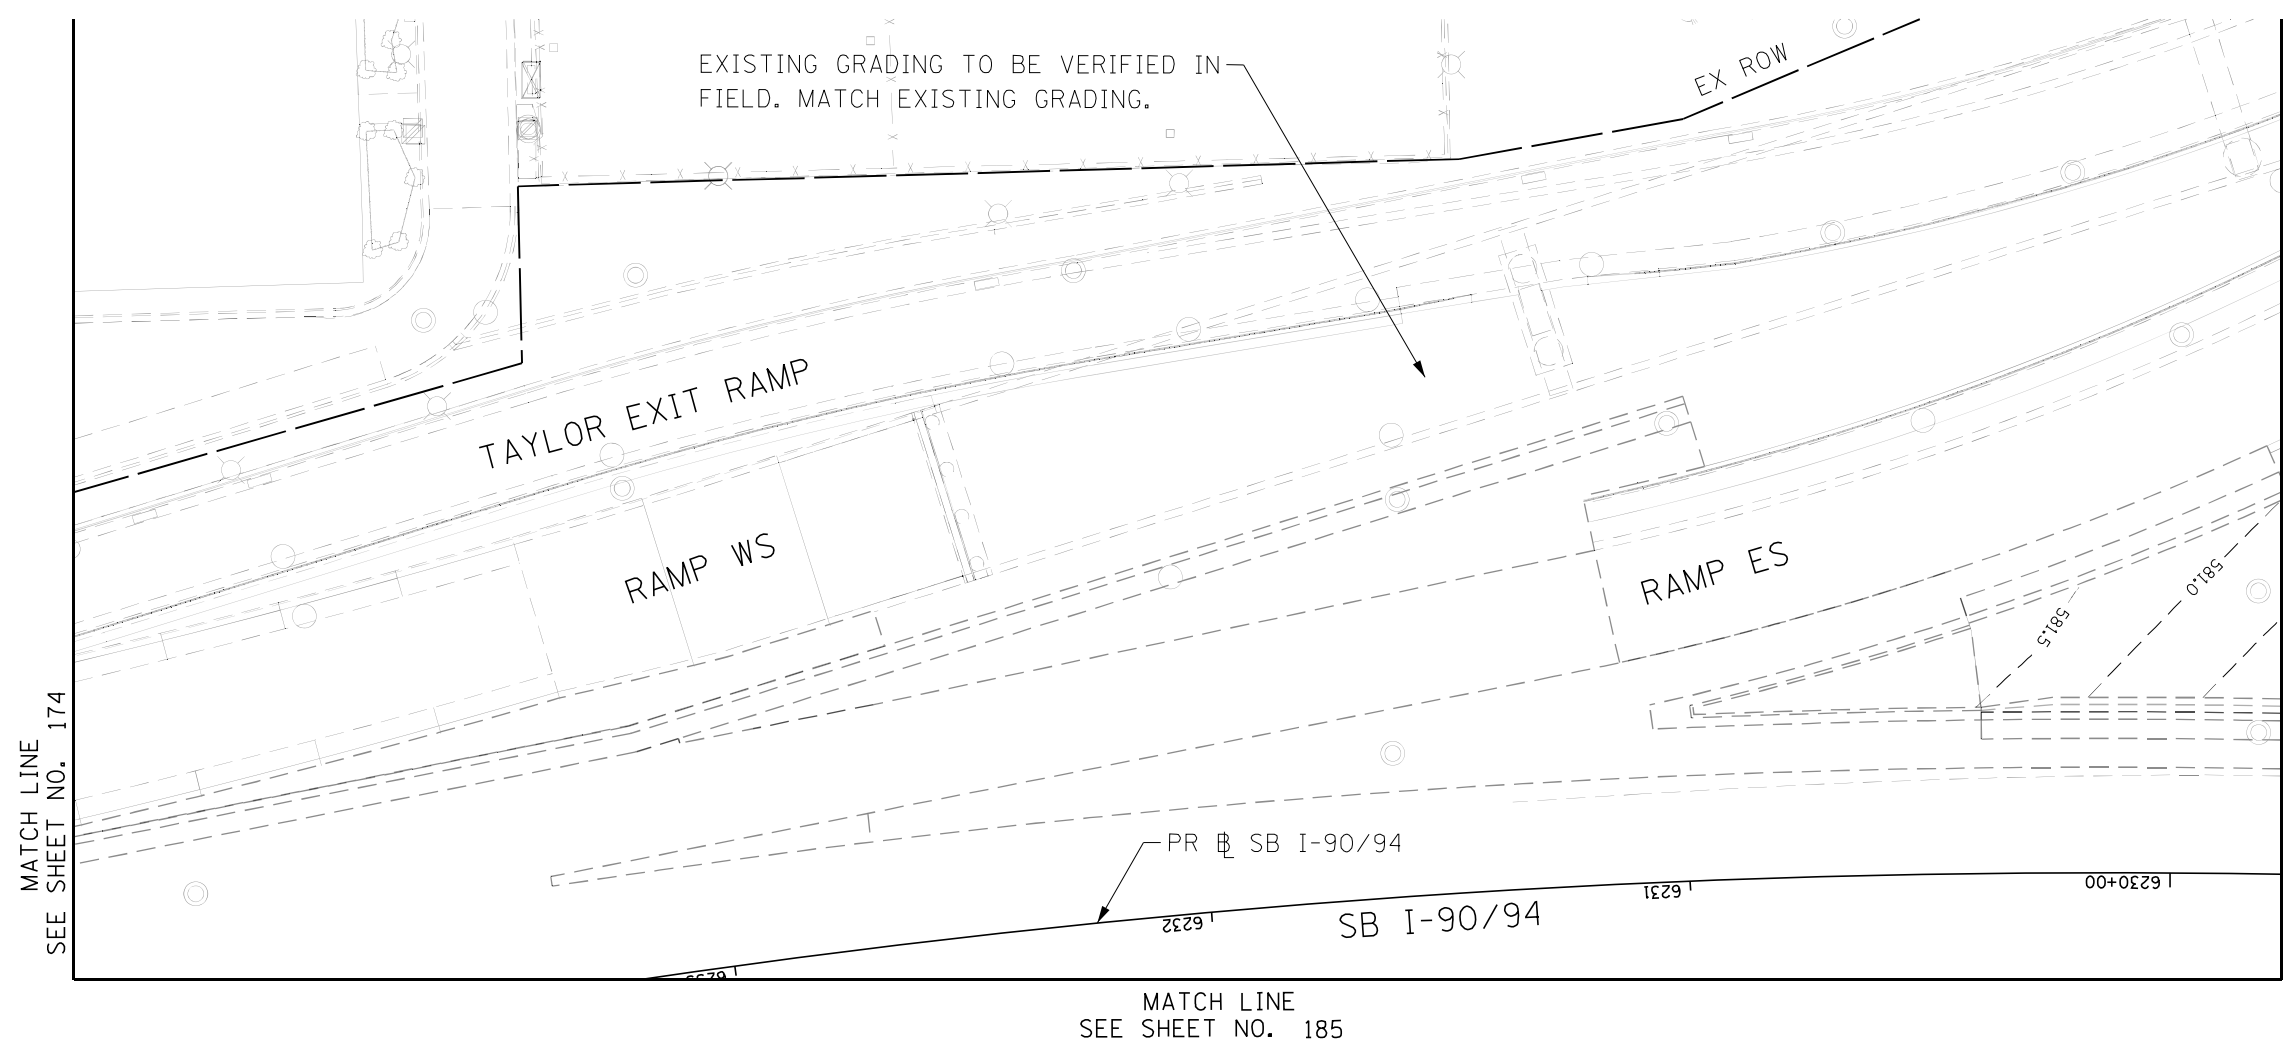 EXISTING GRADING TO BE VERIFIED IN
FIELD. MATCH EXISTING GRADING.
EX ROW
TAYLOR EXIT RAMP
RAMP WS
RAMP ES
581.0
581.5
MATCH LINE
SEE SHEET NO. 174
PR ℄ SB I-90/94
6230+00
6231
6232
6233
SB I-90/94
MATCH LINE
SEE SHEET NO. 185